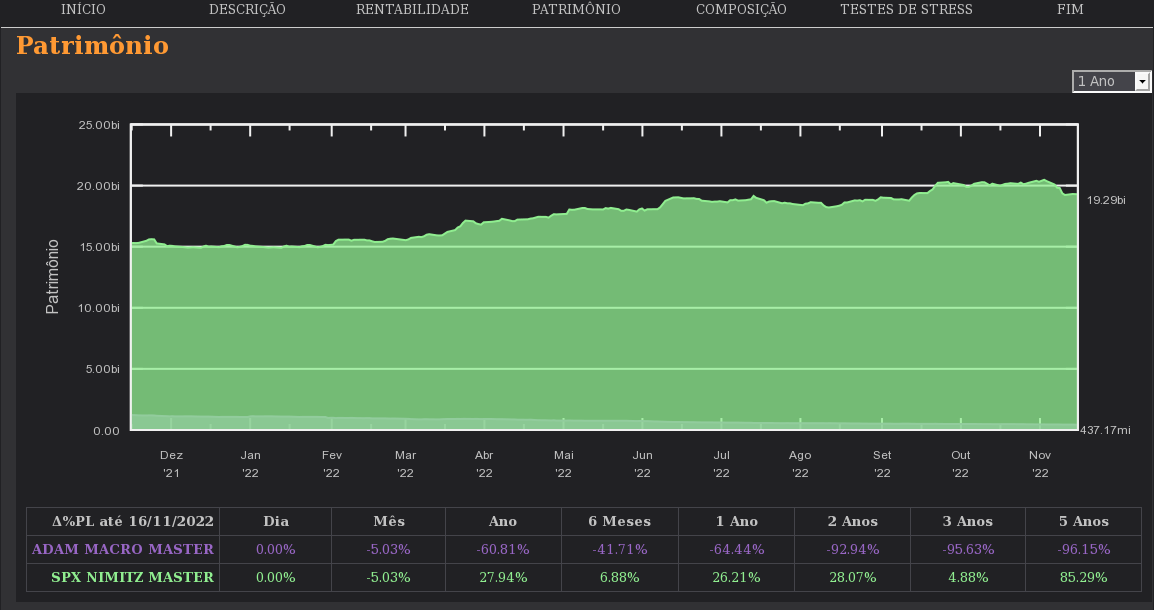 INÍCIO DESCRIÇÃO RENTABILIDADE PATRIMÔNIO COMPOSIÇÃO TESTES DE STRESS FIM
Patrimônio
1 Ano
25.00bi
20.00bi
19.29bi
15.00bi
Patrimônio
10.00bi
5.00bi
0.00
437.17mi
Dez Jan Fev Mar Abr Mai Jun Jul Ago Set Out Nov
'21 '22 '22 '22 '22 '22 '22 '22 '22 '22 '22 '22
Δ%PL até 16/11/2022 Dia Mês Ano 6 Meses 1 Ano 2 Anos 3 Anos 5 Anos
ADAM MACRO MASTER 0.00% -5.03% -60.81% -41.71% -64.44% -92.94% -95.63% -96.15%
SPX NIMITZ MASTER 0.00% -5.03% 27.94% 6.88% 26.21% 28.07% 4.88% 85.29%